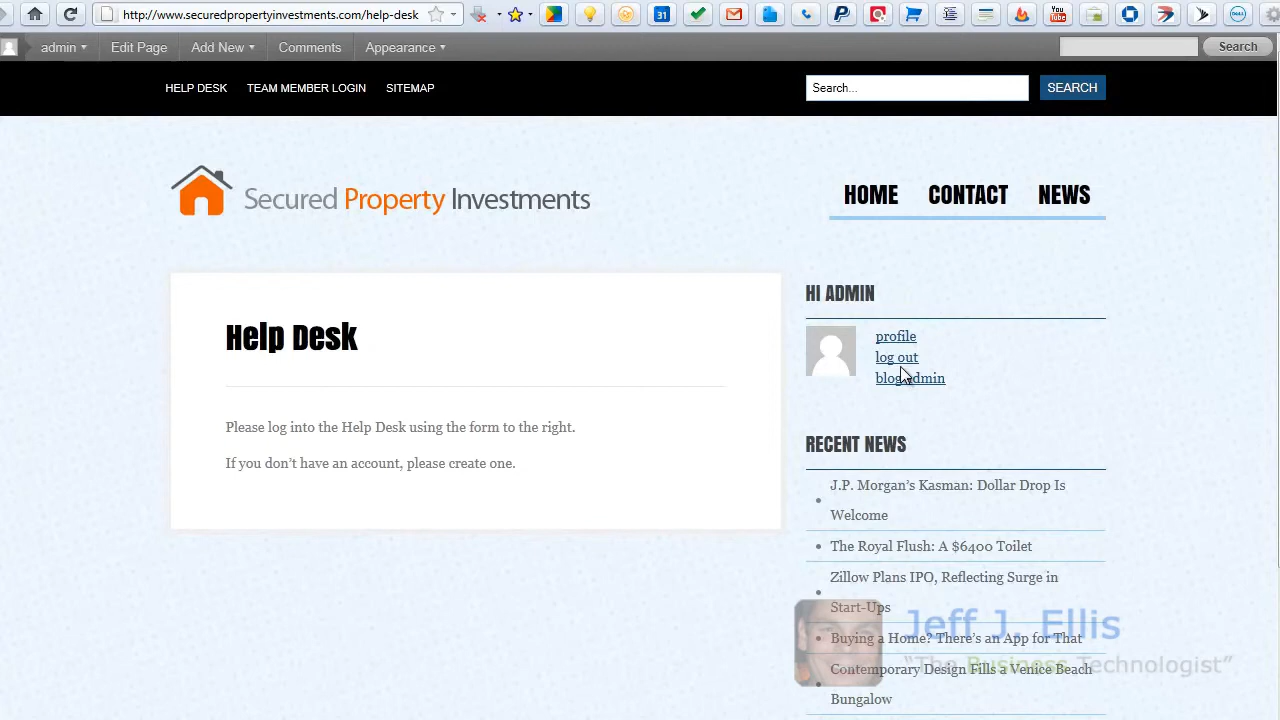 http://www.securedpropertyinvestments.com/help-desk
31
You Tube
DELL
admin
Edit Page
Add New
Comments
Appearance
Search
HELP DESK
TEAM MEMBER LOGIN
SITEMAP
Search...
SEARCH
Secured Property Investments
HOME
CONTACT
NEWS
Help Desk
Please log into the Help Desk using the form to the right.
If you don't have an account, please create one.
HI ADMIN
profile
log out
blog admin
RECENT NEWS
J.P. Morgan's Kasman: Dollar Drop Is
Welcome
The Royal Flush: A $6400 Toilet
Zillow Plans IPO, Reflecting Surge in
Start-Ups
Buying a Home? There's an App for That
Contemporary Design Fills a Venice Beach
Bungalow
Jeff J. Ellis
"The Business Technologist"